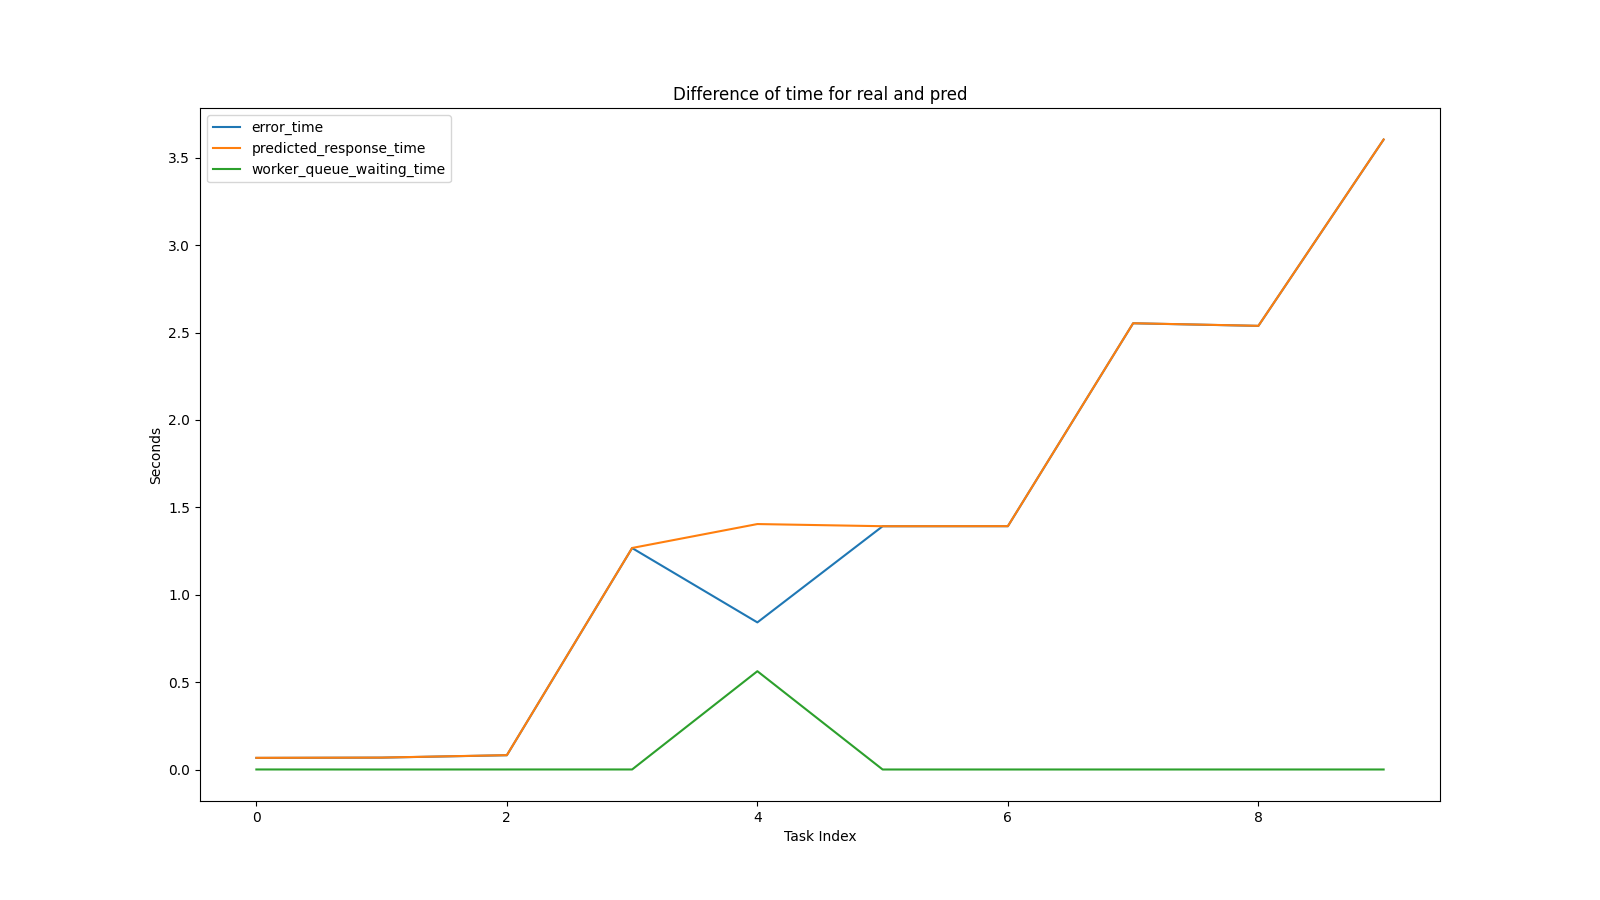 Difference of time for real and pred
error_time
predicted_response_time
worker_queue_waiting_time
3.5
3.0
2.5
2.0
1.5
1.0
0.5
0.0
Seconds
0 2 4 6 8
Task Index